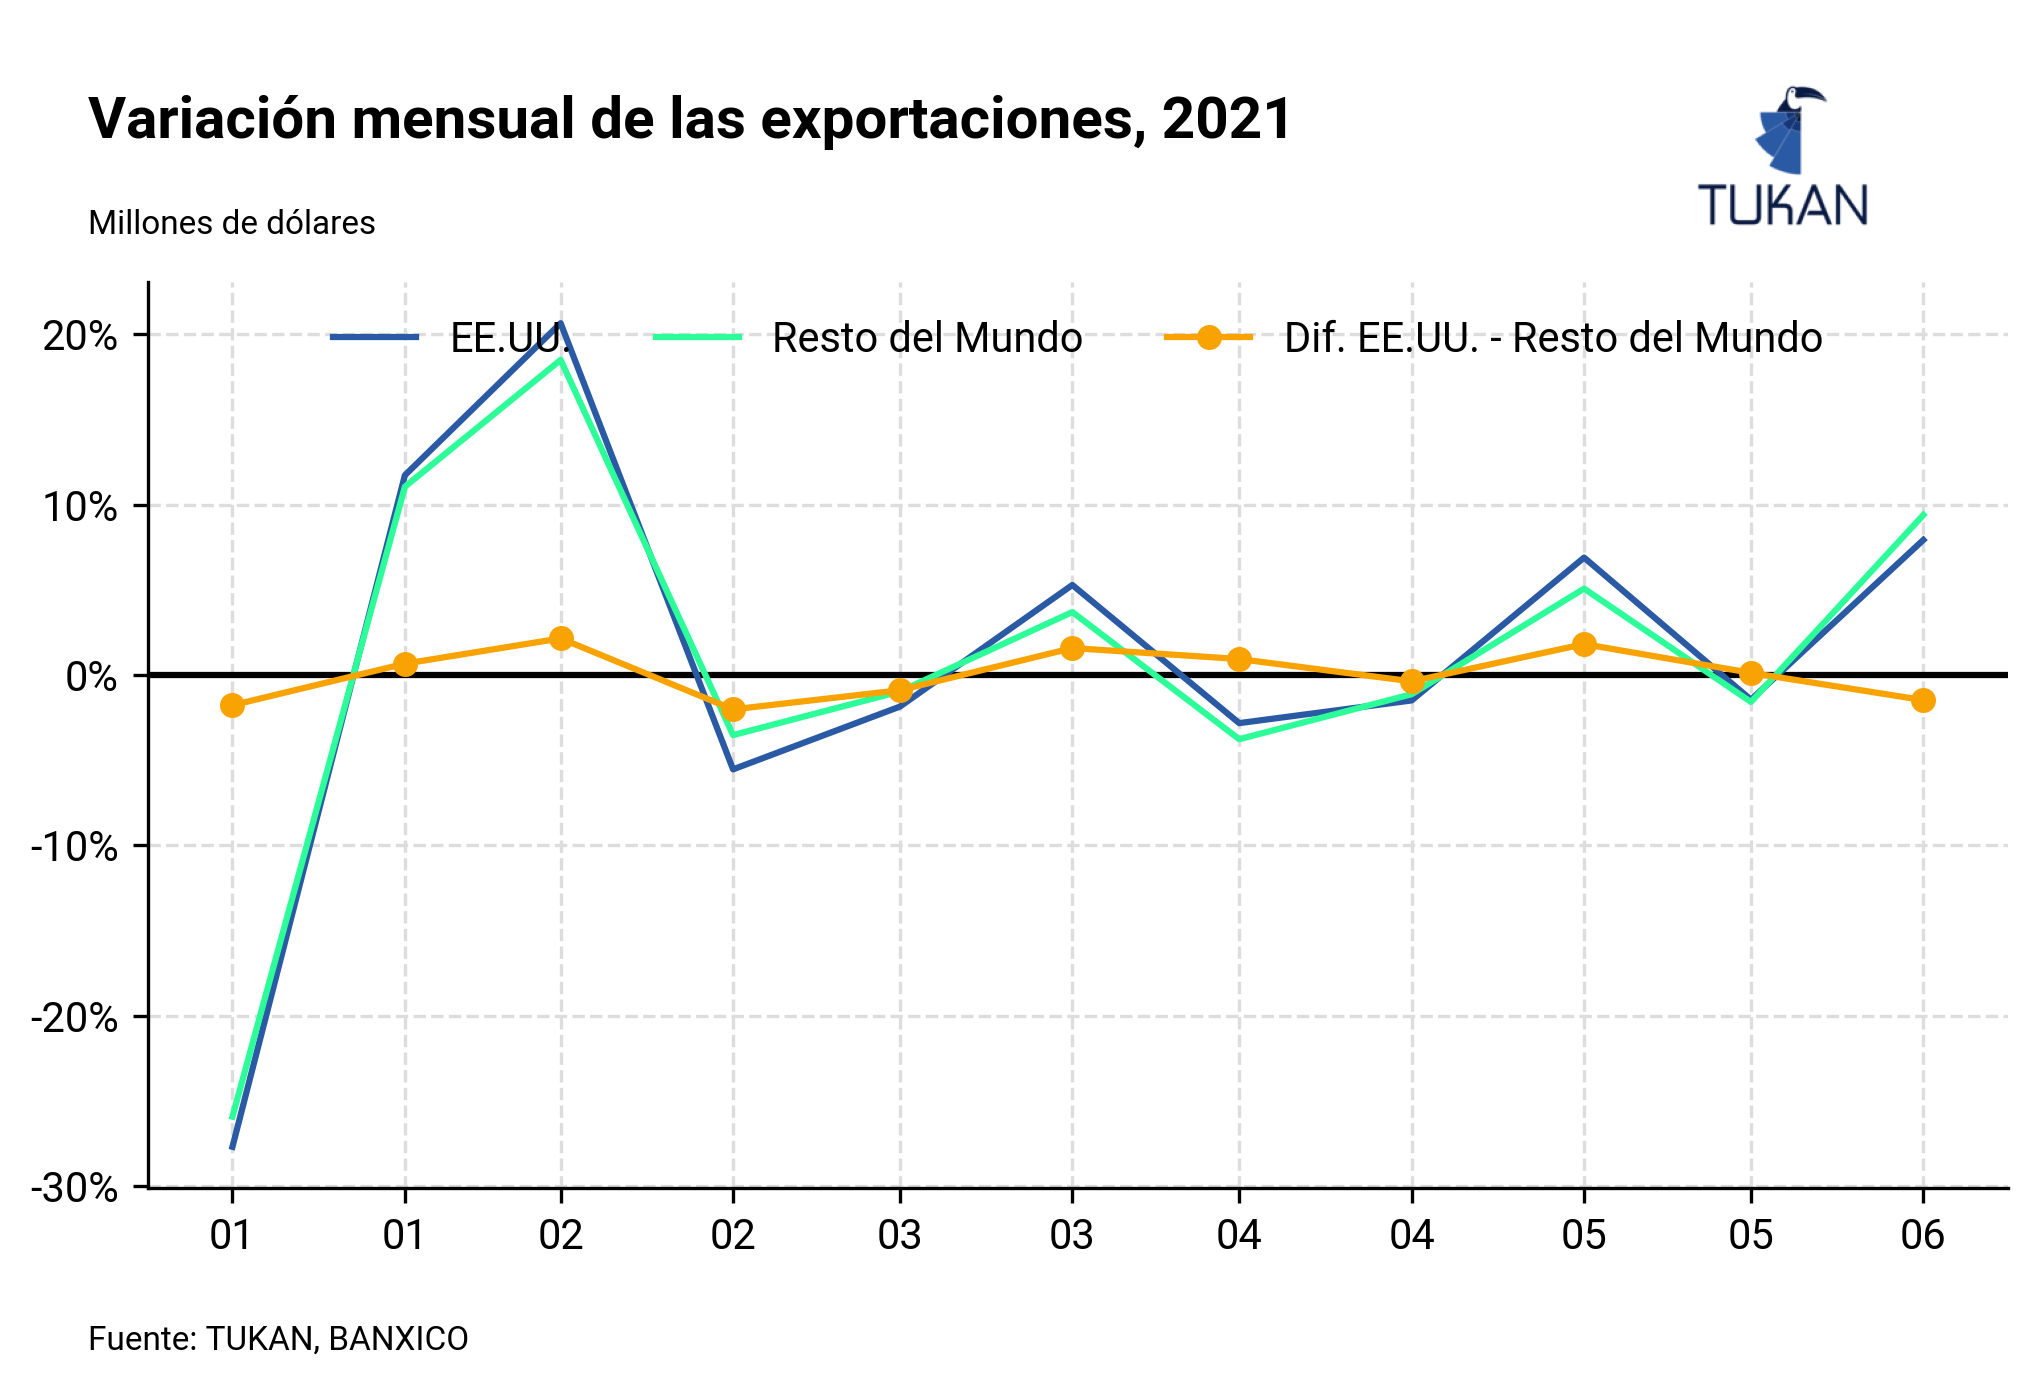 Variación mensual de las exportaciones, 2021
TUKAN
Millones de dólares
EE.UU. Resto del Mundo Dif. EE.UU. - Resto del Mundo
20%
10%
0%
-10%
-20%
-30%
01 01 02 02 03 03 04 04 05 05 06
Fuente: TUKAN, BANXICO